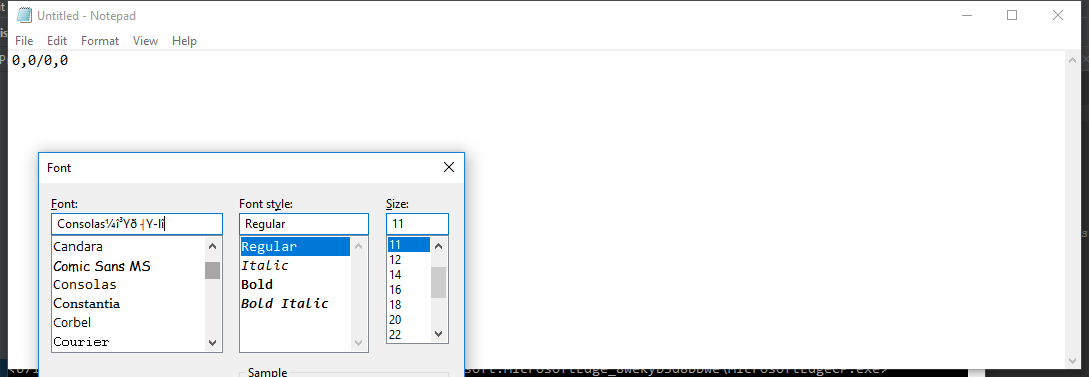 Untitled - Notepad
File Edit Format View Help
0,0/0,0
Font
Font: Font style: Size:
Consolas¼î³Yð┤Y-lî Regular 11
Candara Regular 11
Comic Sans MS Italic 12
Consolas Bold 14
Constantia Bold Italic 16
Corbel 18
Courier 20
22
Sample